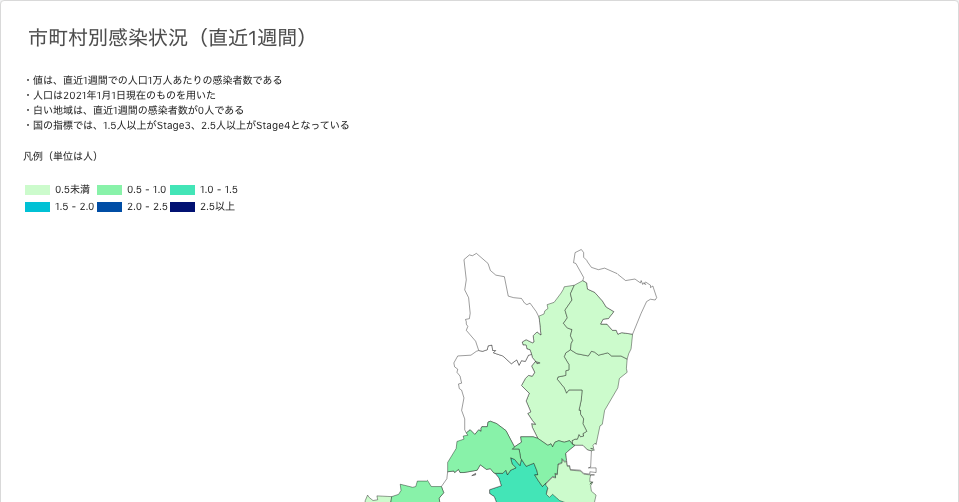 市町村別感染状況（直近1週間）
・値は、直近1週間での人口1万人あたりの感染者数である
・人口は2021年1月1日現在のものを用いた
・白い地域は、直近1週間の感染者数が0人である
・国の指標では、1.5人以上がStage3、2.5人以上がStage4となっている
凡例（単位は人）
0.5未満 0.5 - 1.0 1.0 - 1.5
1.5 - 2.0 2.0 - 2.5 2.5以上